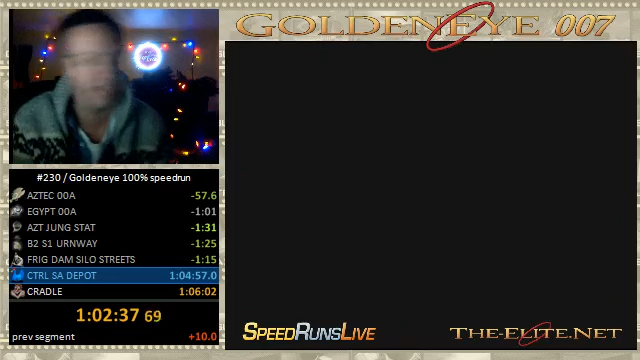 GOLDENEYE 007
#230 / Goldeneye 100% speedrun
AZTEC 00A -57.6
EGYPT 00A -1:01
AZT JUNG STAT -1:31
B2 S1 URNWAY -1:25
FRIG DAM SILO STREETS -1:15
CTRL SA DEPOT 1:04:57.0
CRADLE 1:06:02
1:02:37 69
prev segment +10.0
SPEEDRUNSLIVE
THE-ELITE.NET